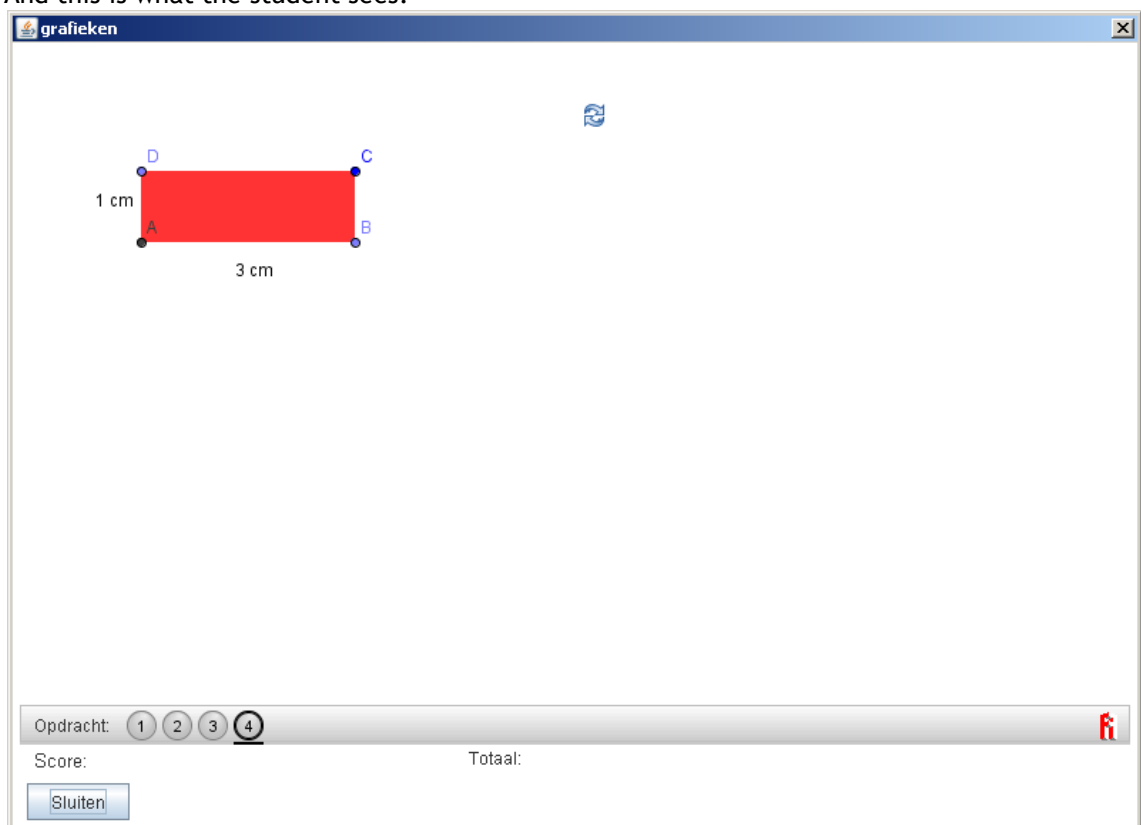 And this is what the student sees:
grafieken
D
C
1 cm
A
B
3 cm
Opdracht: 1 2 3 4
Score:
Totaal:
Sluiten